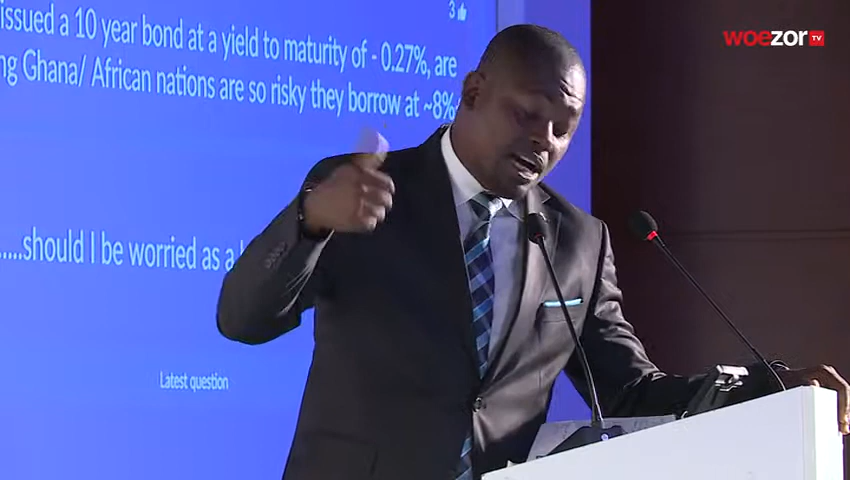 issued a 10 year bond at a yield to maturity of - 0.27%, are
ng Ghana/ African nations are so risky they borrow at ~8%
.....should I be worried as a
Latest question
3
woezor TV